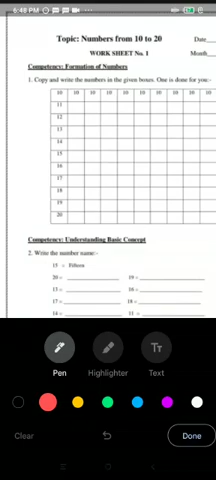 6:48 PM
Topic: Numbers from 10 to 20 Date
WORK SHEET No. 1 Month
Competency: Formation of Numbers
1. Copy and write the numbers in the given boxes. One is done for you:-
10 10 10 10 10 10 10 10 10
11
12
13
14
15
16
17
18
19
20
Competency: Understanding Basic Concept
2. Write the number name:-
15 = Fifteen
20 = 19 =
13 = 16 =
17 = 18 =
14 = 11 =
Pen Highlighter Text
Tт
Clear Done